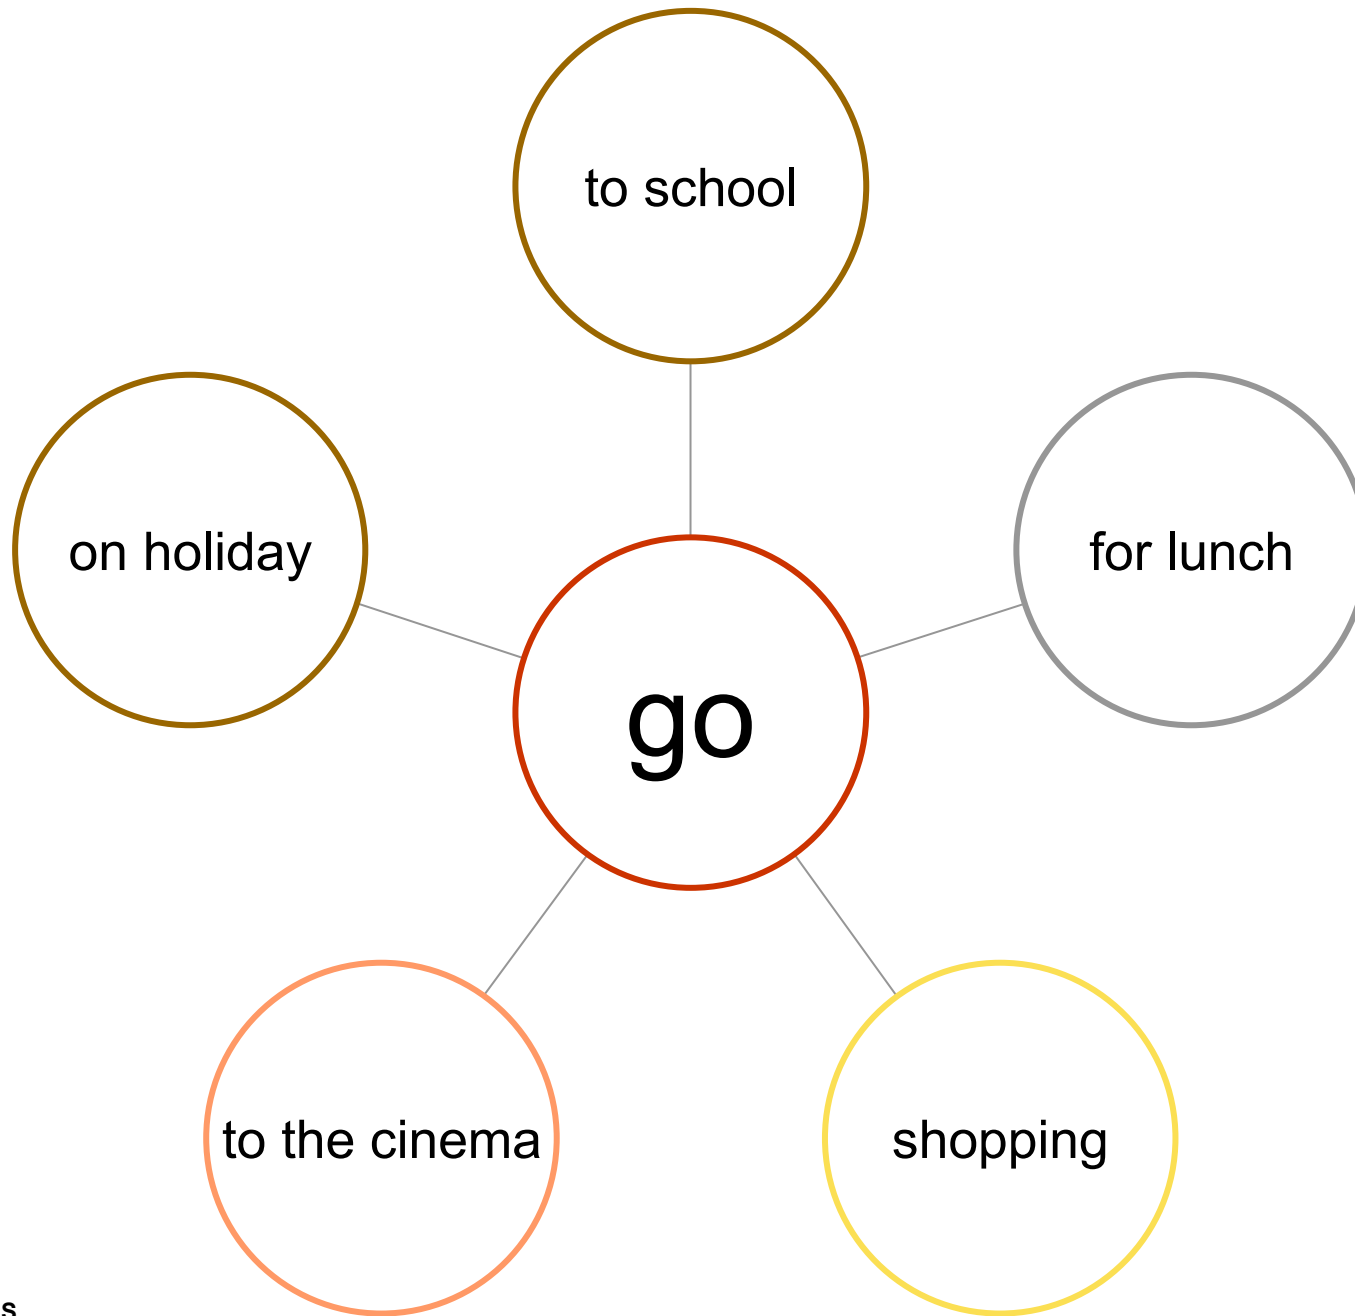 to school
on holiday
for lunch
go
to the cinema
shopping
s